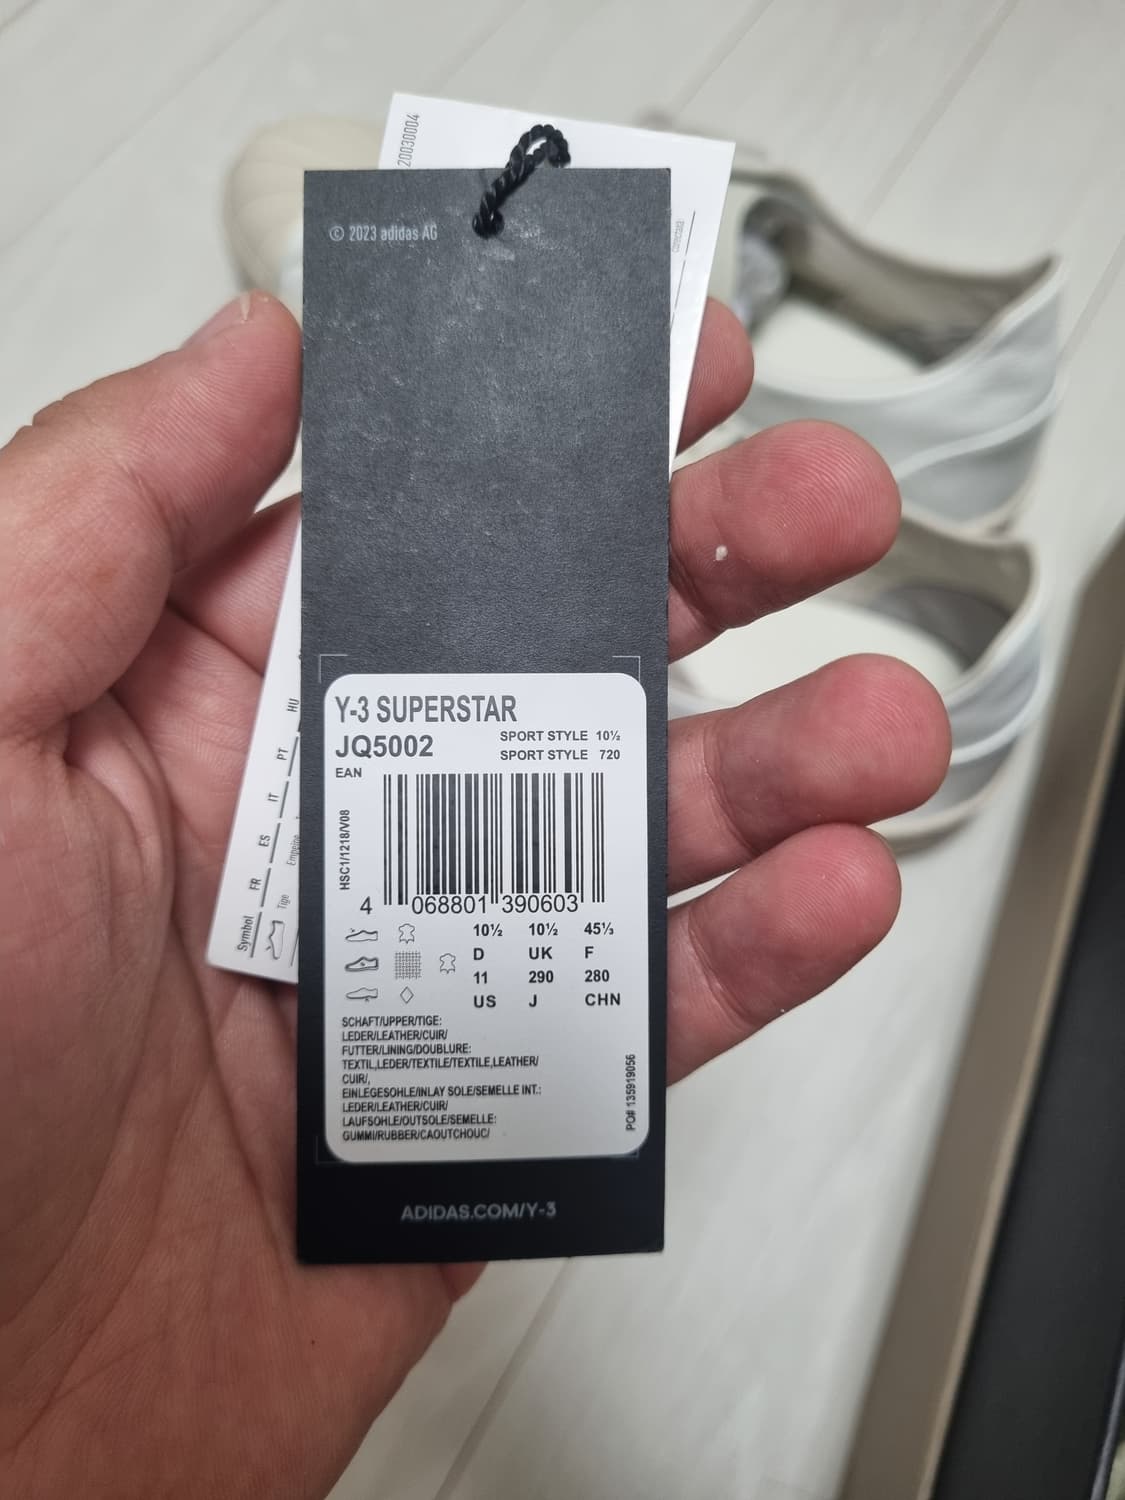 20030004
© 2023 adidas AG
Y-3 SUPERSTAR
JQ5002
SPORT STYLE 10½
SPORT STYLE 720
EAN
HSC1/1218/V08
4 068801 390603
10½ 10½ 45⅓
D UK F
11 290 280
US J CHN
SCHAFT/UPPER/TIGE:
LEDER/LEATHER/CUIR/
FUTTER/LINING/DOUBLURE:
TEXTIL,LEDER/TEXTILE/TEXTILE,LEATHER/
CUIR/,
EINLEGESOHLE/INLAY SOLE/SEMELLE INT.:
LEDER/LEATHER/CUIR/
LAUFSOHLE/OUTSOLE/SEMELLE:
GUMMI/RUBBER/CAOUTCHOUC/
PO# 135919056
ADIDAS.COM/Y-3
Symbol FR ES IT PT HU
Tige Empeine